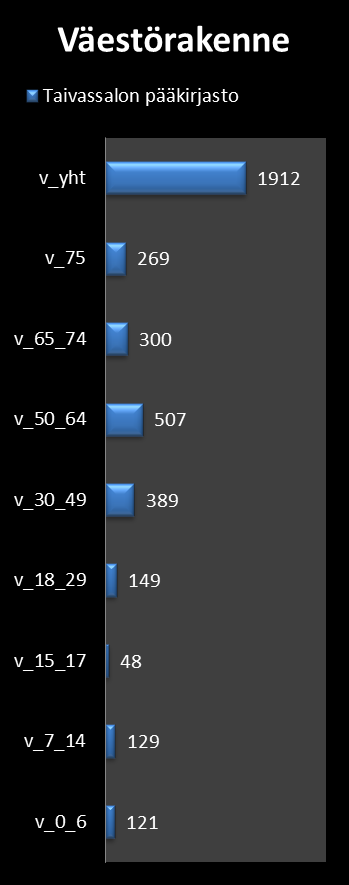 Väestörakenne
Taivassalon pääkirjasto
v_yht 1912
v_75 269
v_65_74 300
v_50_64 507
v_30_49 389
v_18_29 149
v_15_17 48
v_7_14 129
v_0_6 121